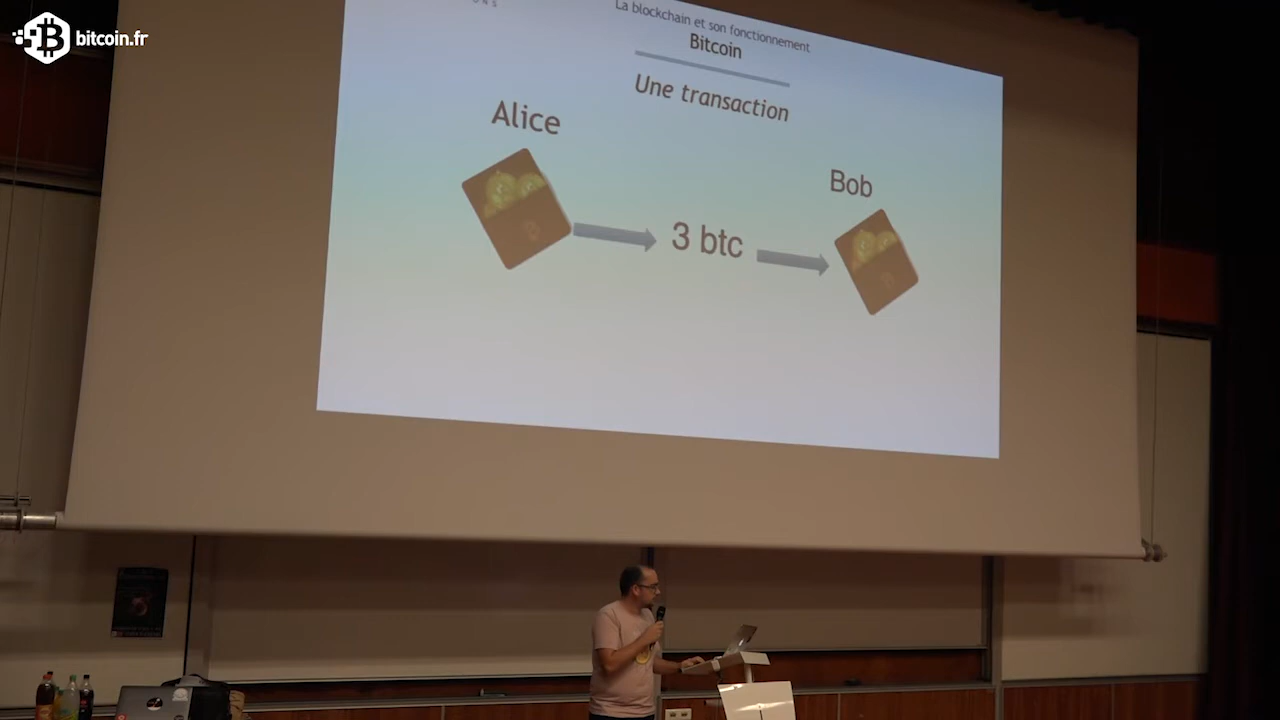 bitcoin.fr
La blockchain et son fonctionnement
Bitcoin
Une transaction
Alice
Bob
3 btc